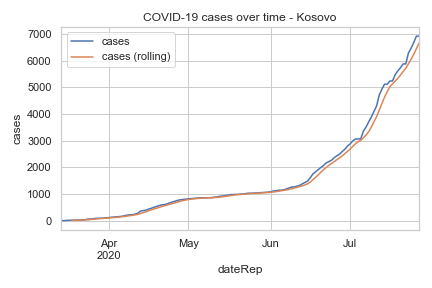 COVID-19 cases over time - Kosovo
cases
cases (rolling)
7000
6000
5000
4000
3000
2000
1000
0
cases
Apr
2020
May
Jun
Jul
dateRep